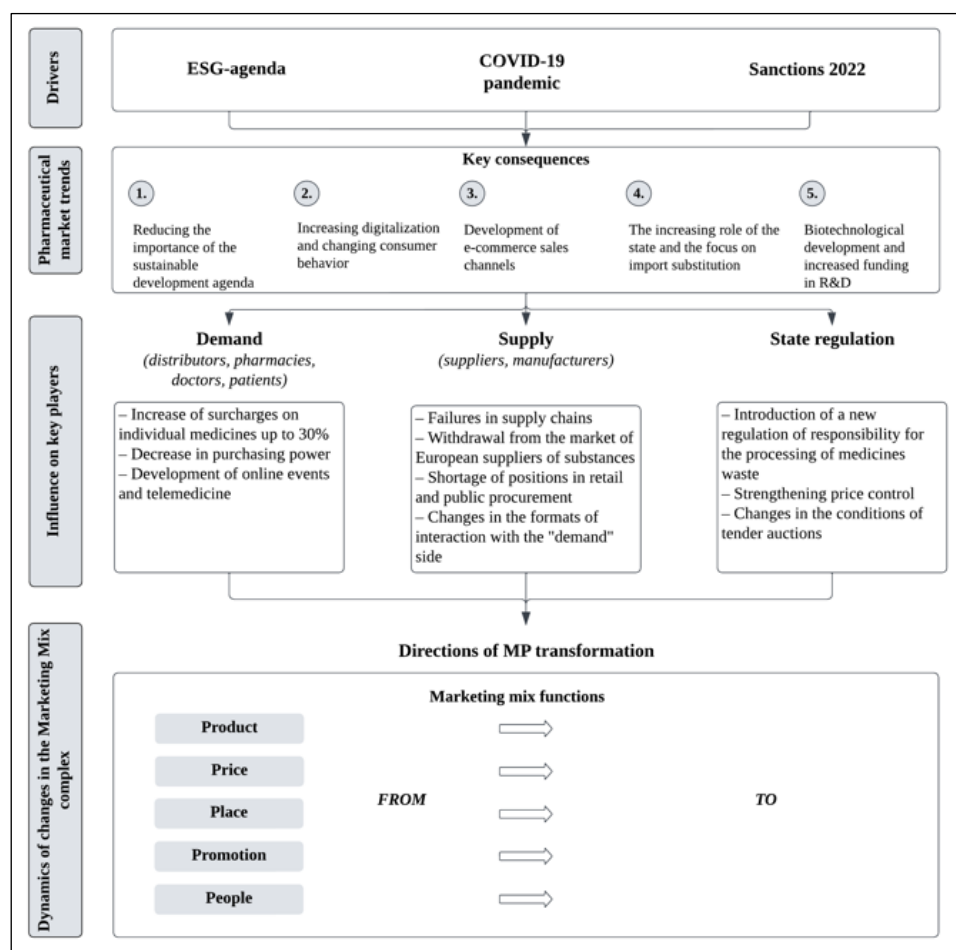 Drivers
ESG-agenda
COVID-19
pandemic
Sanctions 2022
Pharmaceutical
market trends
Key consequences
1.
Reducing the
importance of the
sustainable
development agenda
2.
Increasing digitalization
and changing consumer
behavior
3.
Development of
e-commerce sales
channels
4.
The increasing role of the
state and the focus on
import substitution
5.
Biotechnological
development and
increased funding
in R&D
Influence on key players
Demand
(distributors, pharmacies,
doctors, patients)
– Increase of surcharges on
individual medicines up to 30%
– Decrease in purchasing power
– Development of online events
and telemedicine
Supply
(suppliers, manufacturers)
– Failures in supply chains
– Withdrawal from the market of
European suppliers of substances
– Shortage of positions in retail
and public procurement
– Changes in the formats of
interaction with the "demand"
side
State regulation
– Introduction of a new
regulation of responsibility for
the processing of medicines
waste
– Strengthening price control
– Changes in the conditions of
tender auctions
Dynamics of changes in the Marketing Mix
complex
Directions of MP transformation
Marketing mix functions
Product
Price
Place
Promotion
People
FROM
TO